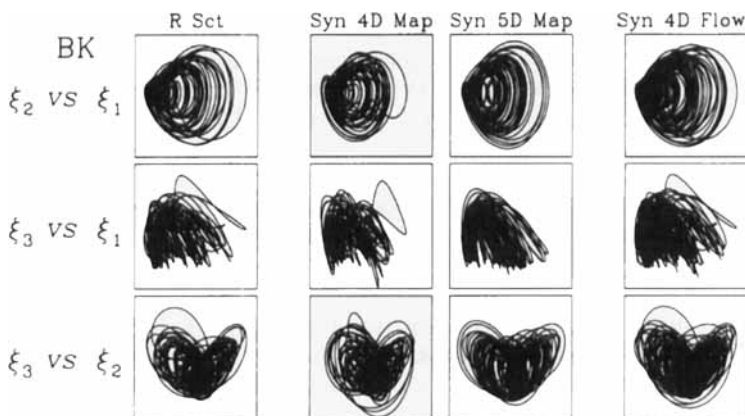 R Sct Syn 4D Map Syn 5D Map Syn 4D Flow
BK
ξ₂ VS ξ₁
ξ₃ VS ξ₁
ξ₃ VS ξ₂